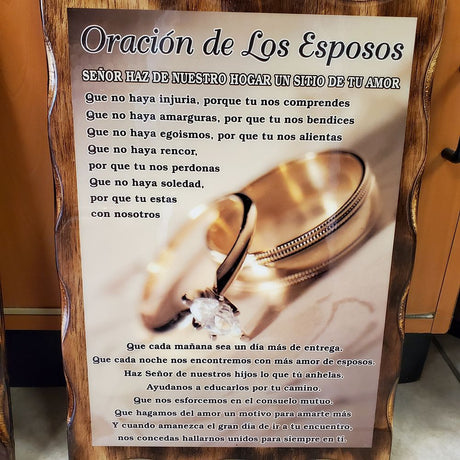 Oración de Los Esposos
SEÑOR HAZ DE NUESTRO HOGAR UN SITIO DE TU AMOR
Que no haya injuria, porque tu nos comprendes
Que no haya amarguras, por que tu nos bendices
Que no haya egoismos, por que tu nos alientas
Que no haya rencor,
por que tu nos perdonas
Que no haya soledad,
por que tu estas
con nosotros
Que cada mañana sea un día más de entrega.
Que cada noche nos encontremos con más amor de esposos.
Haz Señor de nuestros hijos lo que tú anhelas.
Ayudanos a educarlos por tu camino.
Que nos esforcemos en el consuelo mutuo.
Que hagamos del amor un motivo para amarte más
Y cuando amanezca el gran día de ir a tu encuentro,
nos concedas hallarnos unidos para siempre en ti.